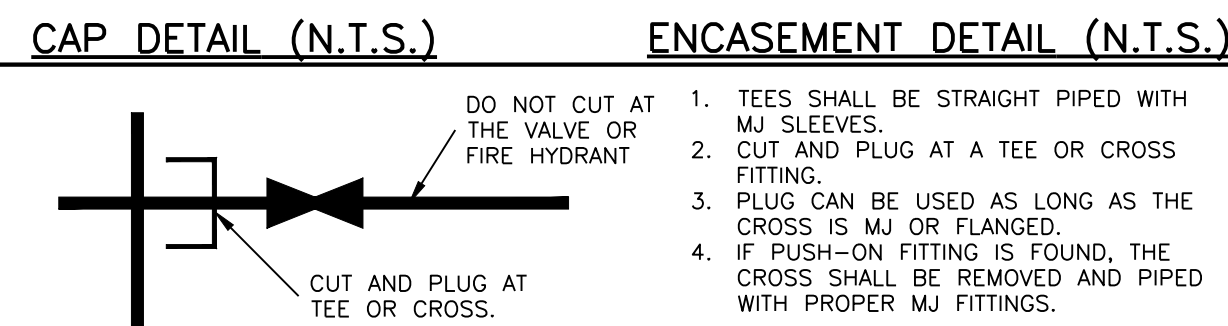 CAP DETAIL (N.T.S.)
ENCASEMENT DETAIL (N.T.S.)
DO NOT CUT AT
THE VALVE OR
FIRE HYDRANT
CUT AND PLUG AT
TEE OR CROSS.
1. TEES SHALL BE STRAIGHT PIPED WITH
MJ SLEEVES.
2. CUT AND PLUG AT A TEE OR CROSS
FITTING.
3. PLUG CAN BE USED AS LONG AS THE
CROSS IS MJ OR FLANGED.
4. IF PUSH-ON FITTING IS FOUND, THE
CROSS SHALL BE REMOVED AND PIPED
WITH PROPER MJ FITTINGS.